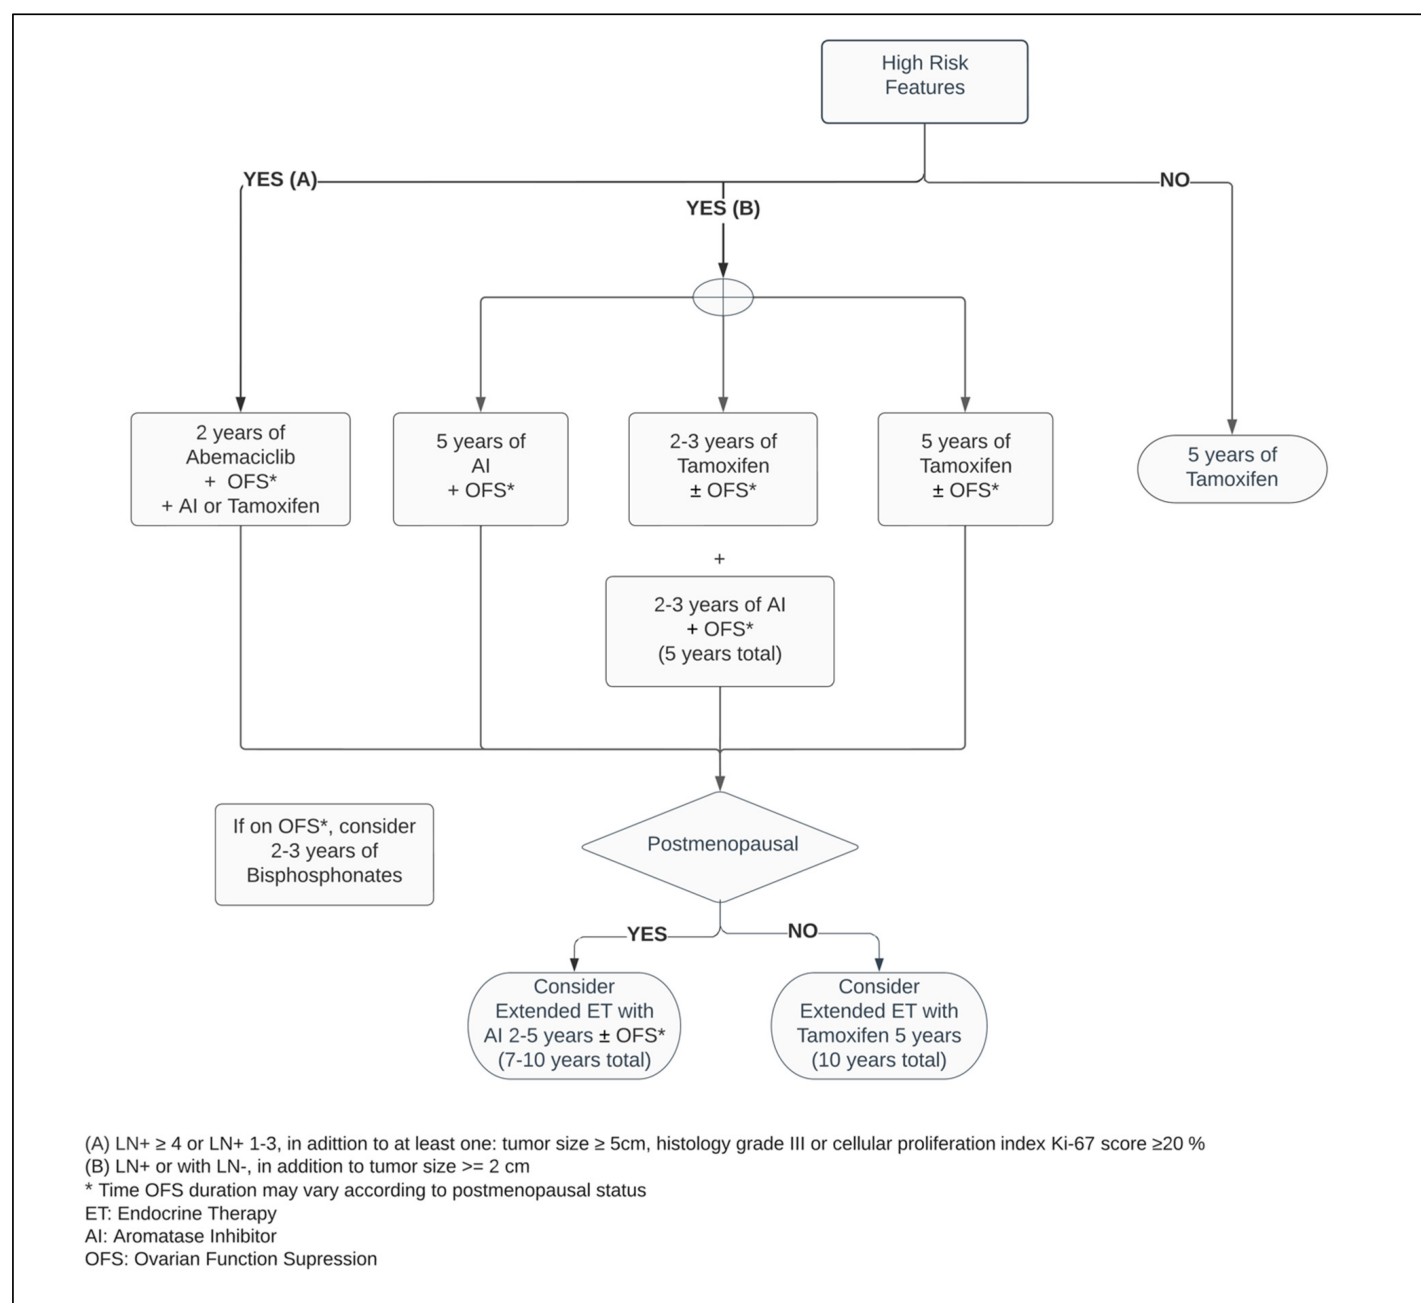 High Risk
Features
YES (A)
NO
YES (B)
2 years of
Abemaciclib
+ OFS*
+ AI or Tamoxifen
5 years of
AI
+ OFS*
2-3 years of
Tamoxifen
± OFS*
5 years of
Tamoxifen
± OFS*
5 years of
Tamoxifen
+
2-3 years of AI
+ OFS*
(5 years total)
If on OFS*, consider
2-3 years of
Bisphosphonates
Postmenopausal
YES
NO
Consider
Extended ET with
AI 2-5 years ± OFS*
(7-10 years total)
Consider
Extended ET with
Tamoxifen 5 years
(10 years total)
(A) LN+ ≥ 4 or LN+ 1-3, in adittion to at least one: tumor size ≥ 5cm, histology grade III or cellular proliferation index Ki-67 score ≥20 %
(B) LN+ or with LN-, in addition to tumor size >= 2 cm
* Time OFS duration may vary according to postmenopausal status
ET: Endocrine Therapy
AI: Aromatase Inhibitor
OFS: Ovarian Function Supression